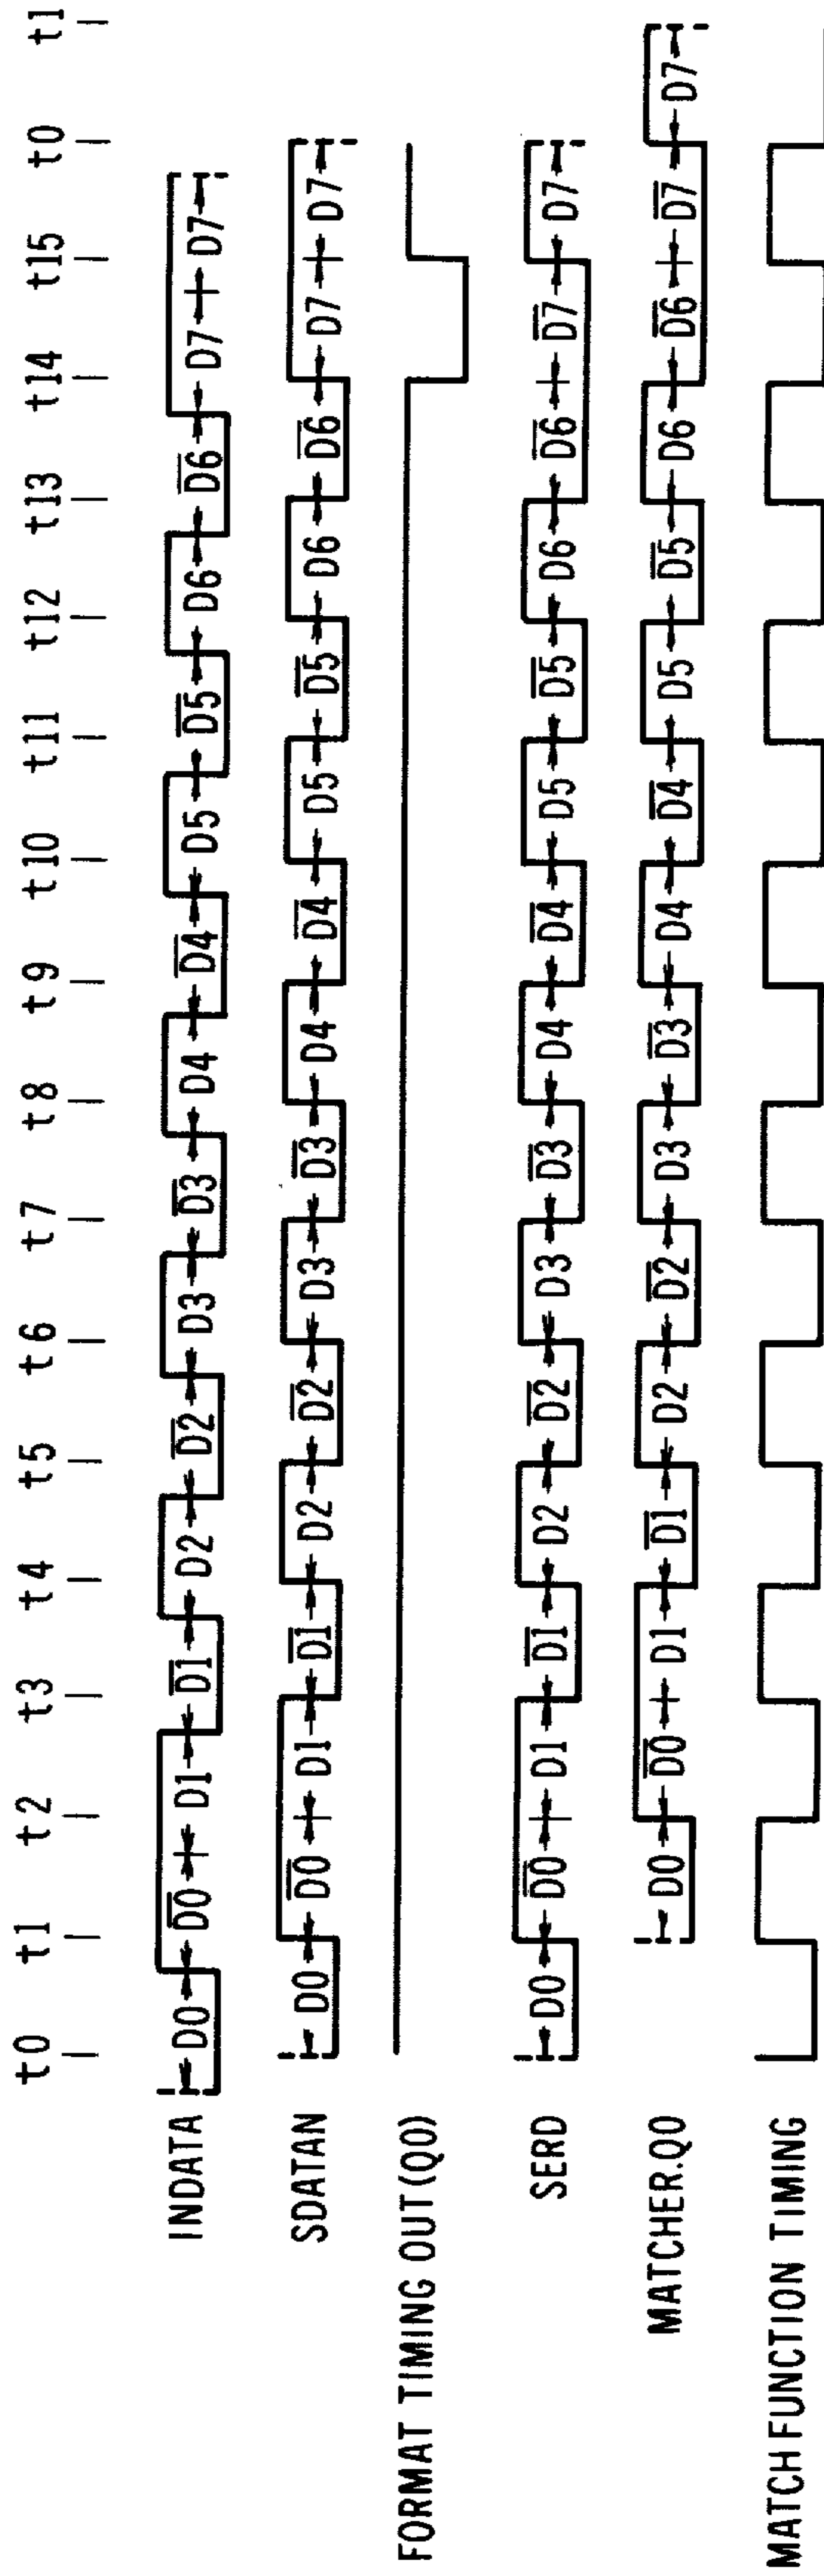 t0 t1 t2 t3 t4 t5 t6 t7 t8 t9 t10 t11 t12 t13 t14 t15 t0 t1
INDATA D0 D̅0̅ D1 D̅1̅ D2 D̅2̅ D3 D̅3̅ D4 D̅4̅ D5 D̅5̅ D6 D̅6̅ D7 D7
SDATAN D0 D̅0̅ D1 D̅1̅ D2 D̅2̅ D3 D̅3̅ D4 D̅4̅ D5 D̅5̅ D6 D̅6̅ D7 D7
FORMAT TIMING OUT(Q0)
SERD D0 D̅0̅ D1 D̅1̅ D2 D̅2̅ D3 D̅3̅ D4 D̅4̅ D5 D̅5̅ D6 D̅6̅ D̅7̅ D7
MATCHER.Q0 D0 D̅0̅ D1 D̅1̅ D2 D̅2̅ D3 D̅3̅ D4 D̅4̅ D5 D̅5̅ D6 D̅6̅ D̅7̅ D7
MATCH FUNCTION TIMING